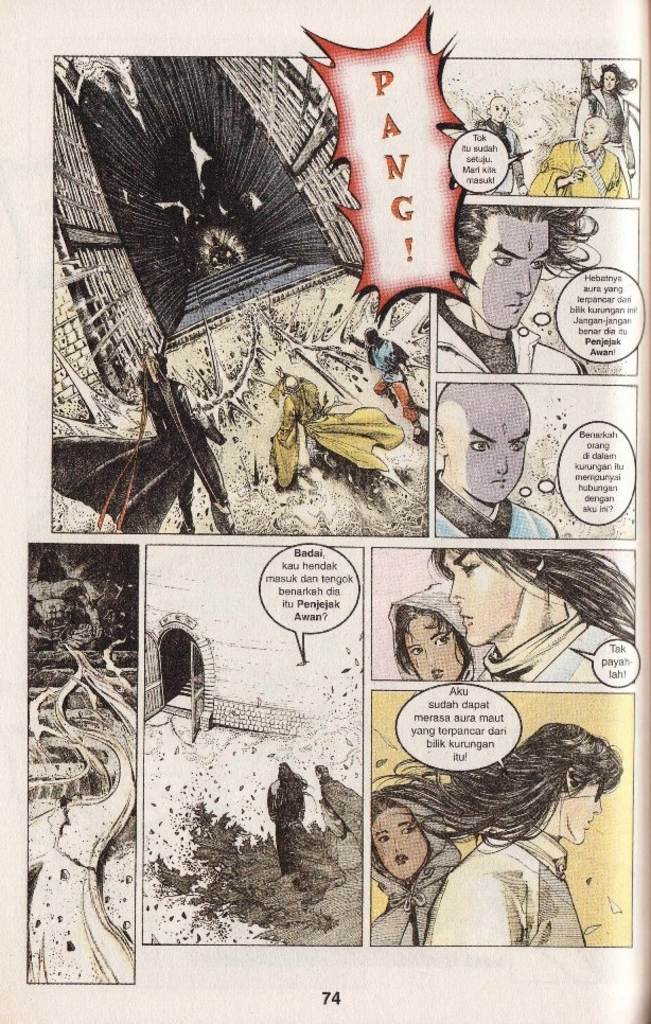 PANG!
Tok
itu sudah
setuju.
Mari kita
masuk!
Hebatnya
aura yang
terpancar dari
bilik kurungan ini!
Jangan-jangan
benar dia itu
Penjejak
Awan!
Benarkah
orang
di dalam
kurungan itu
mempunyai
hubungan
dengan
aku ini?
Badai,
kau hendak
masuk dan tengok
benarkah dia
itu Penjejak
Awan?
Tak
payah-
lah!
Aku
sudah dapat
merasa aura maut
yang terpancar dari
bilik kurungan
itu!
74